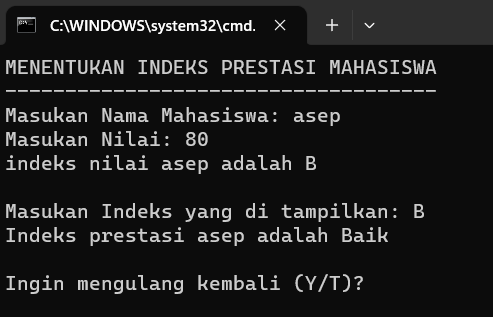 C:\WINDOWS\system32\cmd.
MENENTUKAN INDEKS PRESTASI MAHASISWA
------------------------------------
Masukan Nama Mahasiswa: asep
Masukan Nilai: 80
indeks nilai asep adalah B
Masukan Indeks yang di tampilkan: B
Indeks prestasi asep adalah Baik
Ingin mengulang kembali (Y/T)?